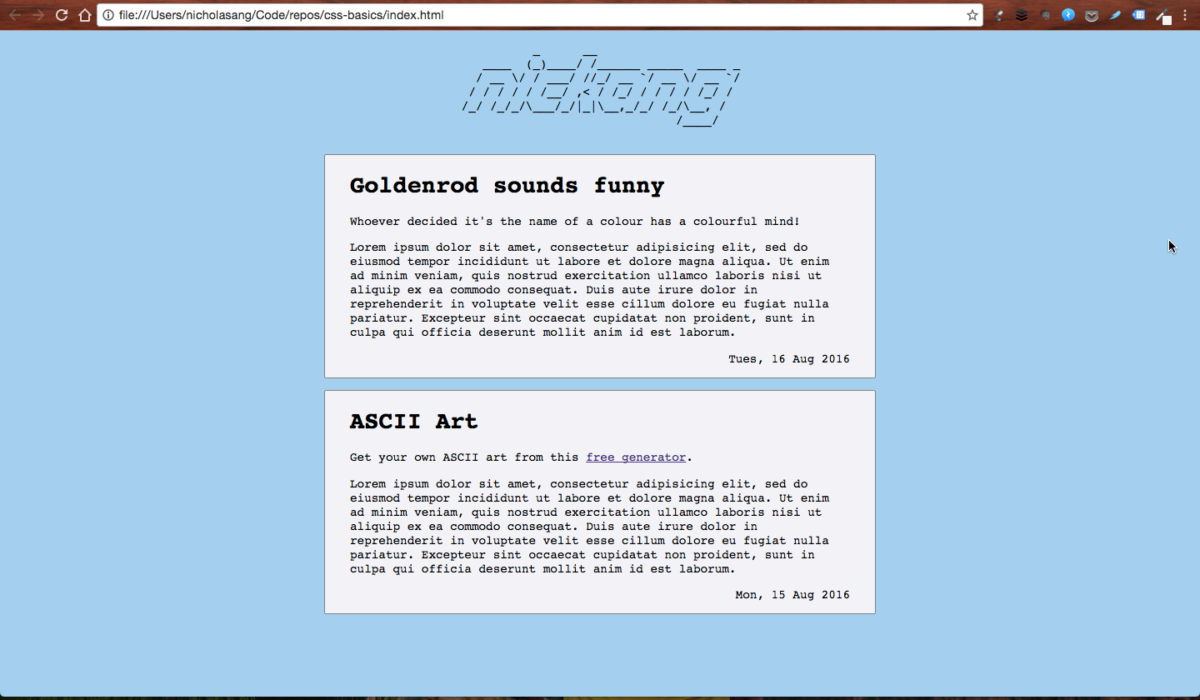 file:///Users/nicholasang/Code/repos/css-basics/index.html
nickang
Goldenrod sounds funny
Whoever decided it's the name of a colour has a colourful mind!
Lorem ipsum dolor sit amet, consectetur adipisicing elit, sed do
eiusmod tempor incididunt ut labore et dolore magna aliqua. Ut enim
ad minim veniam, quis nostrud exercitation ullamco laboris nisi ut
aliquip ex ea commodo consequat. Duis aute irure dolor in
reprehenderit in voluptate velit esse cillum dolore eu fugiat nulla
pariatur. Excepteur sint occaecat cupidatat non proident, sunt in
culpa qui officia deserunt mollit anim id est laborum.
Tues, 16 Aug 2016
ASCII Art
Get your own ASCII art from this free generator.
Lorem ipsum dolor sit amet, consectetur adipisicing elit, sed do
eiusmod tempor incididunt ut labore et dolore magna aliqua. Ut enim
ad minim veniam, quis nostrud exercitation ullamco laboris nisi ut
aliquip ex ea commodo consequat. Duis aute irure dolor in
reprehenderit in voluptate velit esse cillum dolore eu fugiat nulla
pariatur. Excepteur sint occaecat cupidatat non proident, sunt in
culpa qui officia deserunt mollit anim id est laborum.
Mon, 15 Aug 2016